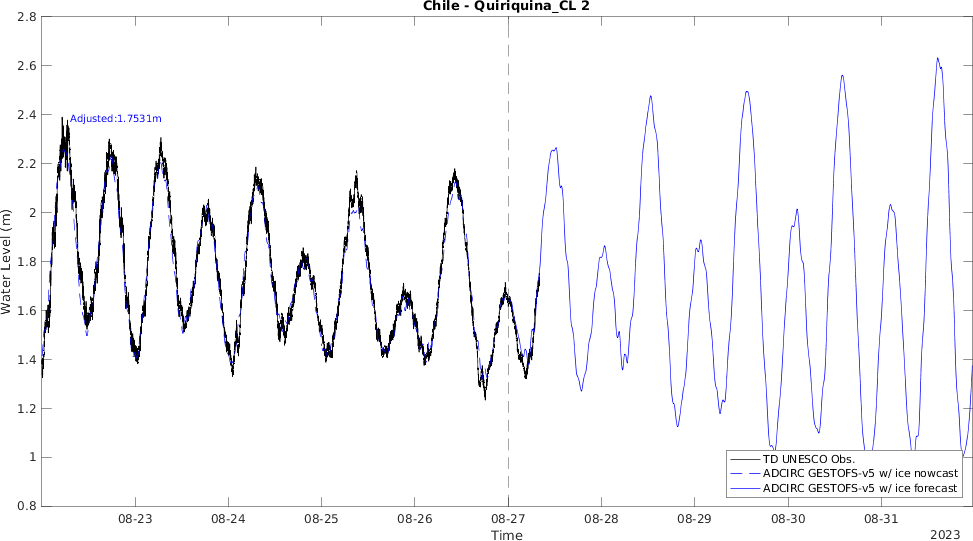 Chile - Quiriquina_CL 2
2.8
2.6
2.4
2.2
2
1.8
1.6
1.4
1.2
1
0.8
Water Level (m)
Adjusted:1.7531m
TD UNESCO Obs.
ADCIRC GESTOFS-v5 w/ ice nowcast
ADCIRC GESTOFS-v5 w/ ice forecast
08-23 08-24 08-25 08-26 08-27 08-28 08-29 08-30 08-31
Time
2023